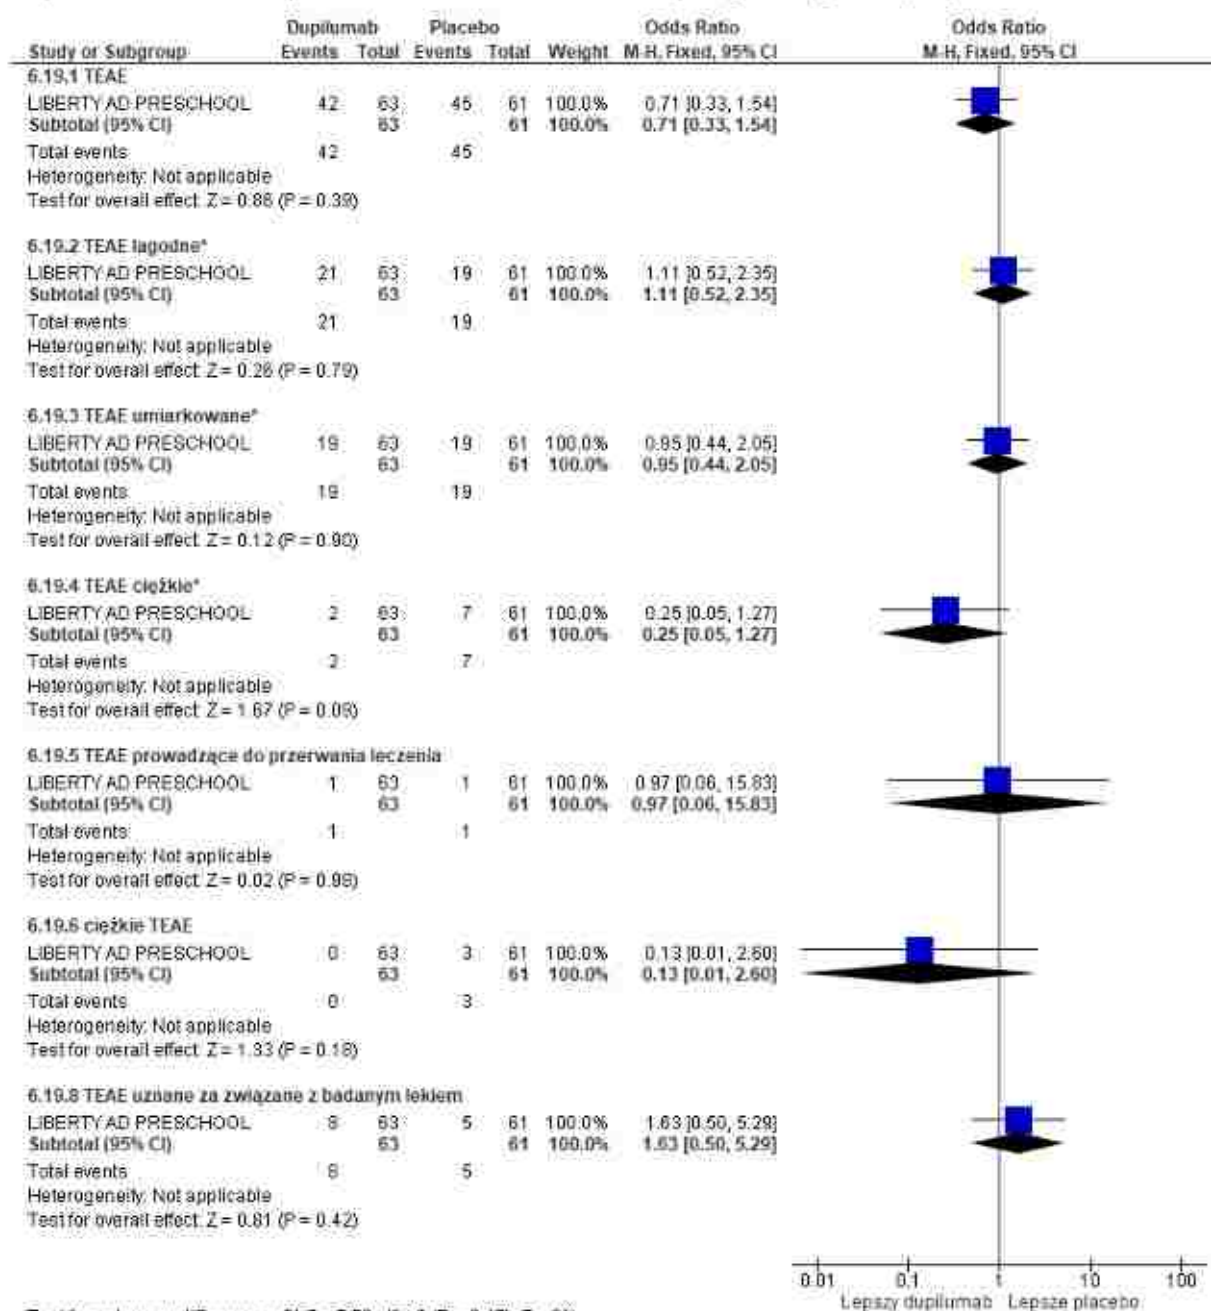 Dupilumab Placebo Odds Ratio Odds Ratio
Study or Subgroup Events Total Events Total Weight M-H, Fixed, 95% CI M-H, Fixed, 95% CI
6.19.1 TEAE
LIBERTY AD PRESCHOOL 42 63 45 61 100.0% 0.71 [0.33, 1.54]
Subtotal (95% CI) 63 61 100.0% 0.71 [0.33, 1.54]
Total events 42 45
Heterogeneity: Not applicable
Test for overall effect: Z = 0.86 (P = 0.39)
6.19.2 TEAE łagodne*
LIBERTY AD PRESCHOOL 21 63 19 61 100.0% 1.11 [0.52, 2.35]
Subtotal (95% CI) 63 61 100.0% 1.11 [0.52, 2.35]
Total events 21 19
Heterogeneity: Not applicable
Test for overall effect: Z = 0.26 (P = 0.79)
6.19.3 TEAE umiarkowane*
LIBERTY AD PRESCHOOL 19 63 19 61 100.0% 0.95 [0.44, 2.05]
Subtotal (95% CI) 63 61 100.0% 0.95 [0.44, 2.05]
Total events 19 19
Heterogeneity: Not applicable
Test for overall effect: Z = 0.12 (P = 0.90)
6.19.4 TEAE ciężkie*
LIBERTY AD PRESCHOOL 2 63 7 61 100.0% 0.25 [0.05, 1.27]
Subtotal (95% CI) 63 61 100.0% 0.25 [0.05, 1.27]
Total events 2 7
Heterogeneity: Not applicable
Test for overall effect: Z = 1.67 (P = 0.09)
6.19.5 TEAE prowadzące do przerwania leczenia
LIBERTY AD PRESCHOOL 1 63 1 61 100.0% 0.97 [0.06, 15.83]
Subtotal (95% CI) 63 61 100.0% 0.97 [0.06, 15.83]
Total events 1 1
Heterogeneity: Not applicable
Test for overall effect: Z = 0.02 (P = 0.98)
6.19.6 ciężkie TEAE
LIBERTY AD PRESCHOOL 0 63 3 61 100.0% 0.13 [0.01, 2.60]
Subtotal (95% CI) 63 61 100.0% 0.13 [0.01, 2.60]
Total events 0 3
Heterogeneity: Not applicable
Test for overall effect: Z = 1.33 (P = 0.18)
6.19.8 TEAE uznane za związane z badanym lekiem
LIBERTY AD PRESCHOOL 8 63 5 61 100.0% 1.63 [0.50, 5.29]
Subtotal (95% CI) 63 61 100.0% 1.63 [0.50, 5.29]
Total events 8 5
Heterogeneity: Not applicable
Test for overall effect: Z = 0.81 (P = 0.42)
0.01 0.1 1 10 100
Lepszy dupilumab Lepsze placebo